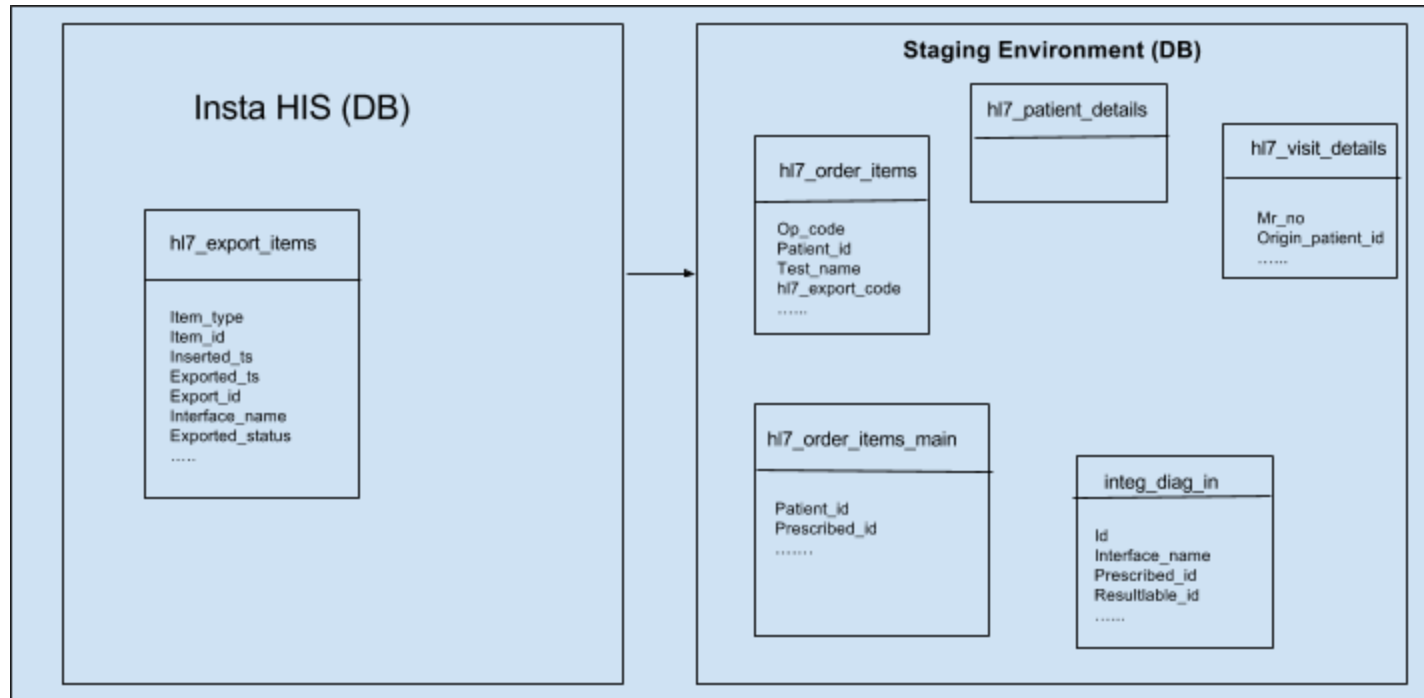 Insta HIS (DB)
hl7_export_items
Item_type
Item_id
Inserted_ts
Exported_ts
Export_id
Interface_name
Exported_status
.....
Staging Environment (DB)
hl7_patient_details
hl7_visit_details
Mr_no
Origin_patient_id
......
hl7_order_items
Op_code
Patient_id
Test_name
hl7_export_code
......
hl7_order_items_main
Patient_id
Prescribed_id
.......
integ_diag_in
Id
Interface_name
Prescribed_id
Resultlable_id
......